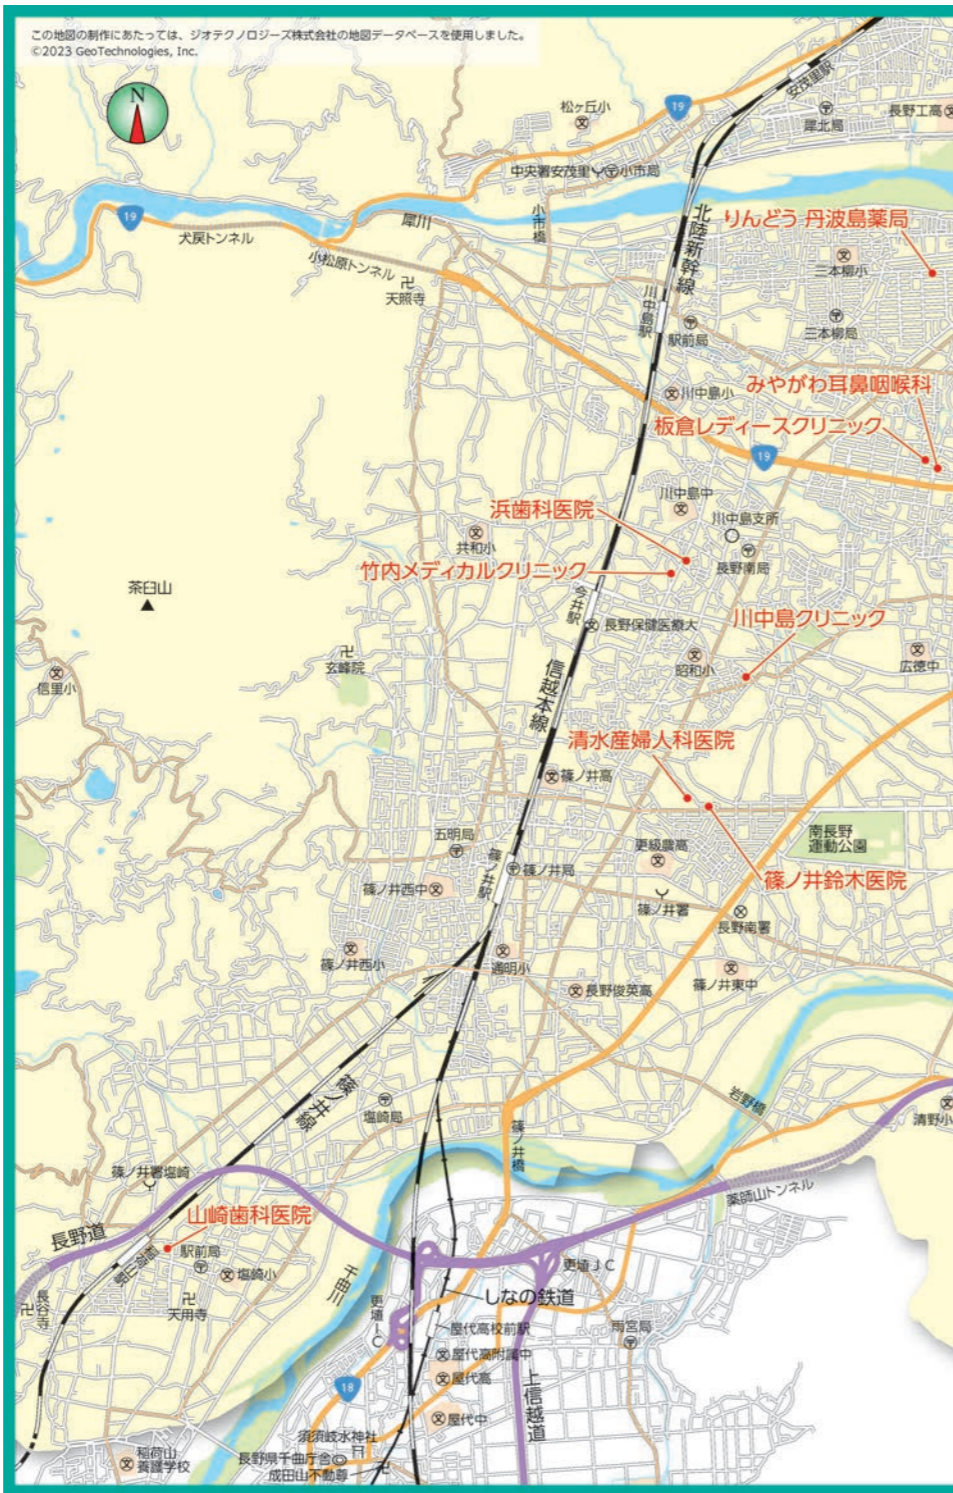 この地図の制作にあたっては、ジオテクノロジーズ株式会社の地図データベースを使用しました。
©2023 GeoTechnologies, Inc.
N
安茂里駅
松ヶ丘小
19
犀北局
長野工高
中央署安茂里
小市局
19
犀川
小市橋
北陸新幹線
りんどう 丹波島薬局
犬戻トンネル
小松原トンネル
三本柳小
天照寺
川中島駅
駅前局
三本柳局
川中島小
みやがわ耳鼻咽喉科
板倉レディースクリニック
19
川中島中
浜歯科医院
川中島支所
共和小
長野南局
竹内メディカルクリニック
茶臼山
今井駅
長野保健医療大
川中島クリニック
玄峰院
昭和小
広徳中
信里小
信越本線
清水産婦人科医院
篠ノ井高
五明局
更級農高
南長野
運動公園
篠ノ井駅
篠ノ井局
篠ノ井西中
篠ノ井鈴木医院
篠ノ井署
長野南署
篠ノ井西小
通明小
長野俊英高
篠ノ井東中
篠ノ井線
塩崎局
岩野橋
清野小
篠ノ井橋
篠ノ井署塩崎
薬師山トンネル
長野道
山崎歯科医院
稲荷山駅
駅前局
塩崎小
千曲川
更埴JC
長谷寺
天用寺
更埴IC
しなの鉄道
屋代高校前駅
雨宮局
屋代高附属中
18
屋代高
上信越道
屋代中
須須岐水神社
稲荷山
養護学校
長野県千曲庁舎
成田山不動尊